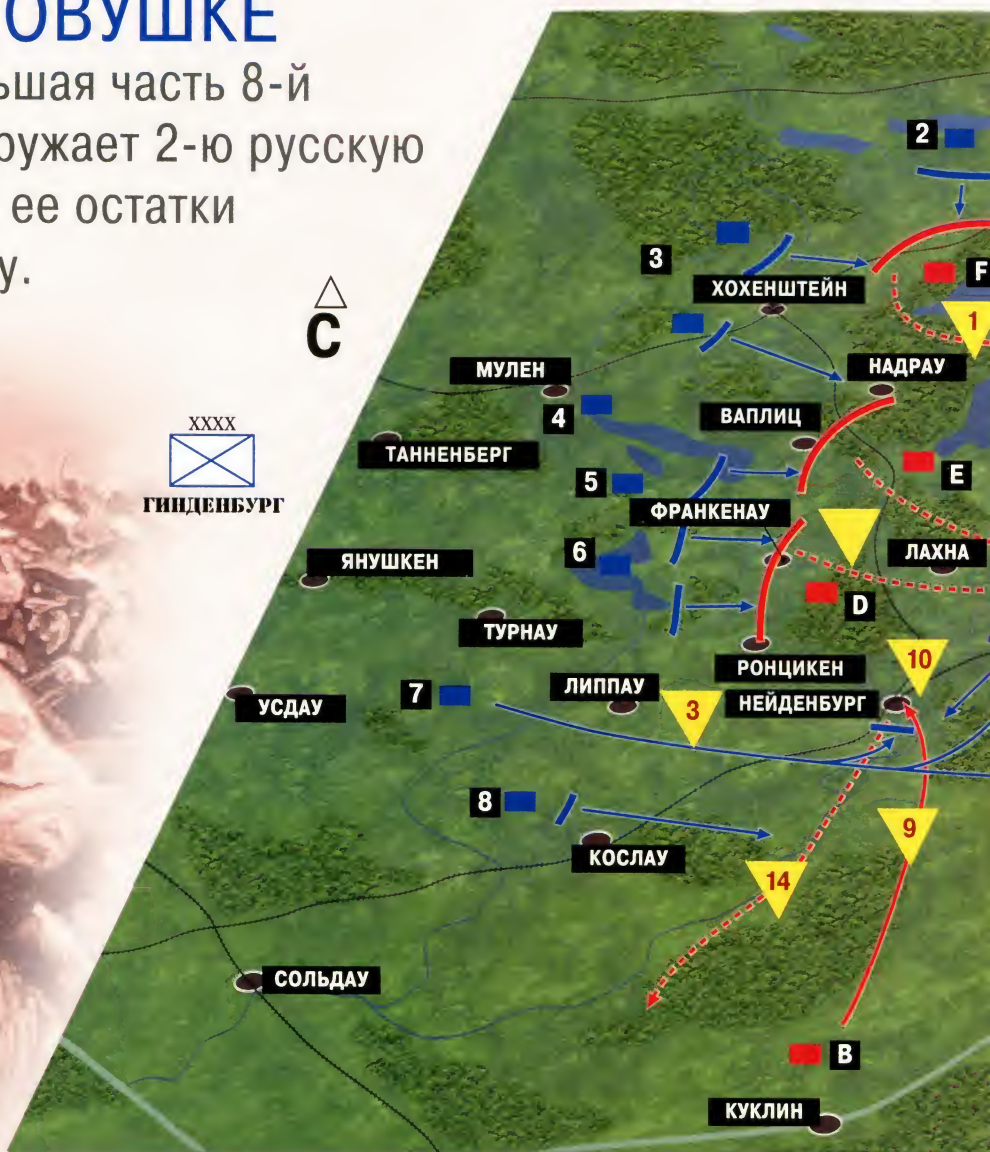 ОВУШКЕ
ьшая часть 8-й
ружает 2-ю русскую
ее остатки
у.
2
3
F
ХОХЕНШТЕЙН
1
С
МУЛЕН
НАДРАУ
XXXX
4
ВАПЛИЦ
ТАННЕНБЕРГ
E
5
ГИНДЕНБУРГ
ФРАНКЕНАУ
6
ЛАХНА
ЯНУШКЕН
D
ТУРНАУ
10
РОНЦИКЕН
7
ЛИППАУ
НЕЙДЕНБУРГ
УСДАУ
3
8
9
КОСЛАУ
14
СОЛЬДАУ
B
КУКЛИН